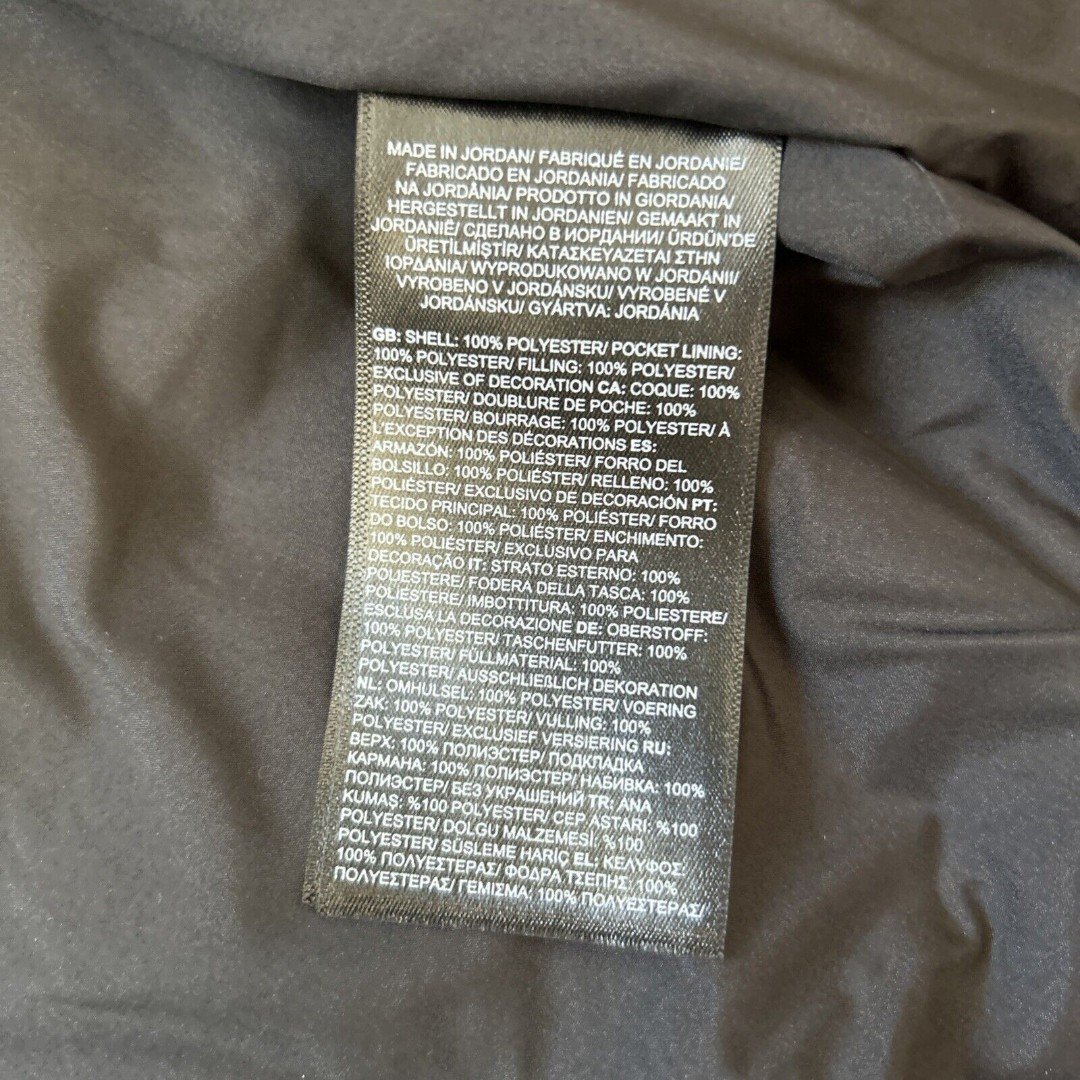 MADE IN JORDAN/ FABRIQUÉ EN JORDANIE/
FABRICADO EN JORDANIA/ FABRICADO
NA JORDÂNIA/ PRODOTTO IN GIORDANIA/
HERGESTELLT IN JORDANIEN/ GEMAAKT IN
JORDANIË/ СДЕЛАНО В ИОРДАНИИ/ ÜRDÜN'DE
ÜRETİLMİŞTİR/ ΚΑΤΑΣΚΕΥΑΖΕΤΑΙ ΣΤΗΝ
ΙΟΡΔΑΝΙΑ/ WYPRODUKOWANO W JORDANII/
VYROBENO V JORDÁNSKU/ VYROBENÉ V
JORDÁNSKU/ GYÁRTVA: JORDÁNIA
GB: SHELL: 100% POLYESTER/ POCKET LINING:
100% POLYESTER/ FILLING: 100% POLYESTER/
EXCLUSIVE OF DECORATION CA: COQUE: 100%
POLYESTER/ DOUBLURE DE POCHE: 100%
POLYESTER/ BOURRAGE: 100% POLYESTER/ À
L'EXCEPTION DES DÉCORATIONS ES:
ARMAZÓN: 100% POLIÉSTER/ FORRO DEL
BOLSILLO: 100% POLIÉSTER/ RELLENO: 100%
POLIÉSTER/ EXCLUSIVO DE DECORACIÓN PT:
TECIDO PRINCIPAL: 100% POLIÉSTER/ FORRO
DO BOLSO: 100% POLIÉSTER/ ENCHIMENTO:
100% POLIÉSTER/ EXCLUSIVO PARA
DECORAÇÃO IT: STRATO ESTERNO: 100%
POLIESTERE/ FODERA DELLA TASCA: 100%
POLIESTERE/ IMBOTTITURA: 100% POLIESTERE/
ESCLUSA LA DECORAZIONE DE: OBERSTOFF:
100% POLYESTER/ TASCHENFUTTER: 100%
POLYESTER/ FÜLLMATERIAL: 100%
POLYESTER/ AUSSCHLIEßLICH DEKORATION
NL: OMHULSEL: 100% POLYESTER/ VOERING
ZAK: 100% POLYESTER/ VULLING: 100%
POLYESTER/ EXCLUSIEF VERSIERING RU:
ВЕРХ: 100% ПОЛИЭСТЕР/ ПОДКЛАДКА
КАРМАНА: 100% ПОЛИЭСТЕР/ НАБИВКА: 100%
ПОЛИЭСТЕР/ БЕЗ УКРАШЕНИЙ TR: ANA
KUMAŞ: %100 POLYESTER/ CEP ASTARI: %100
POLYESTER/ DOLGU MALZEMESİ: %100
POLYESTER/ SÜSLEME HARİÇ EL: ΚΕΛΥΦΟΣ:
100% ΠΟΛΥΕΣΤΕΡΑΣ/ ΦΟΔΡΑ ΤΣΕΠΗΣ: 100%
ΠΟΛΥΕΣΤΕΡΑΣ/ ΓΕΜΙΣΜΑ: 100% ΠΟΛΥΕΣΤΕΡΑΣ/